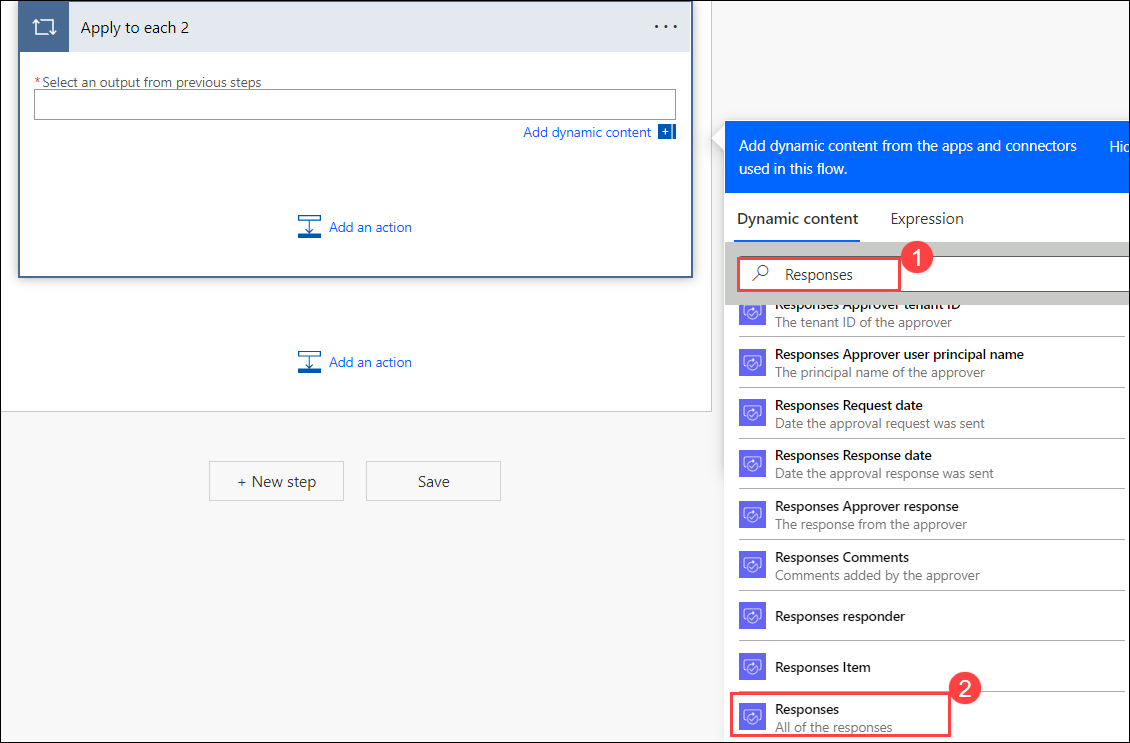 Apply to each 2
...
*Select an output from previous steps
Add dynamic content
Add an action
Add an action
+ New step
Save
Add dynamic content from the apps and connectors
used in this flow.
Hic
Dynamic content
Expression
Responses
1
Responses Approver tenant ID
The tenant ID of the approver
Responses Approver user principal name
The principal name of the approver
Responses Request date
Date the approval request was sent
Responses Response date
Date the approval response was sent
Responses Approver response
The response from the approver
Responses Comments
Comments added by the approver
Responses responder
Responses Item
2
Responses
All of the responses